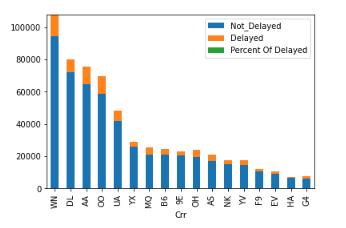 100000
80000
60000
40000
20000
0
Not_Delayed
Delayed
Percent Of Delayed
WN DL AA OO UA YX MQ B6 9E OH AS NK YV F9 EV HA G4
Crr